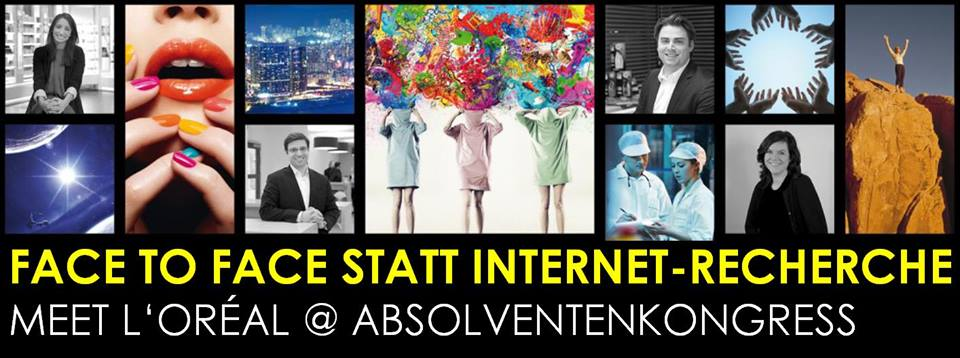 FACE TO FACE STATT INTERNET-RECHERCHE
MEET L‘ORÉAL @ ABSOLVENTENKONGRESS